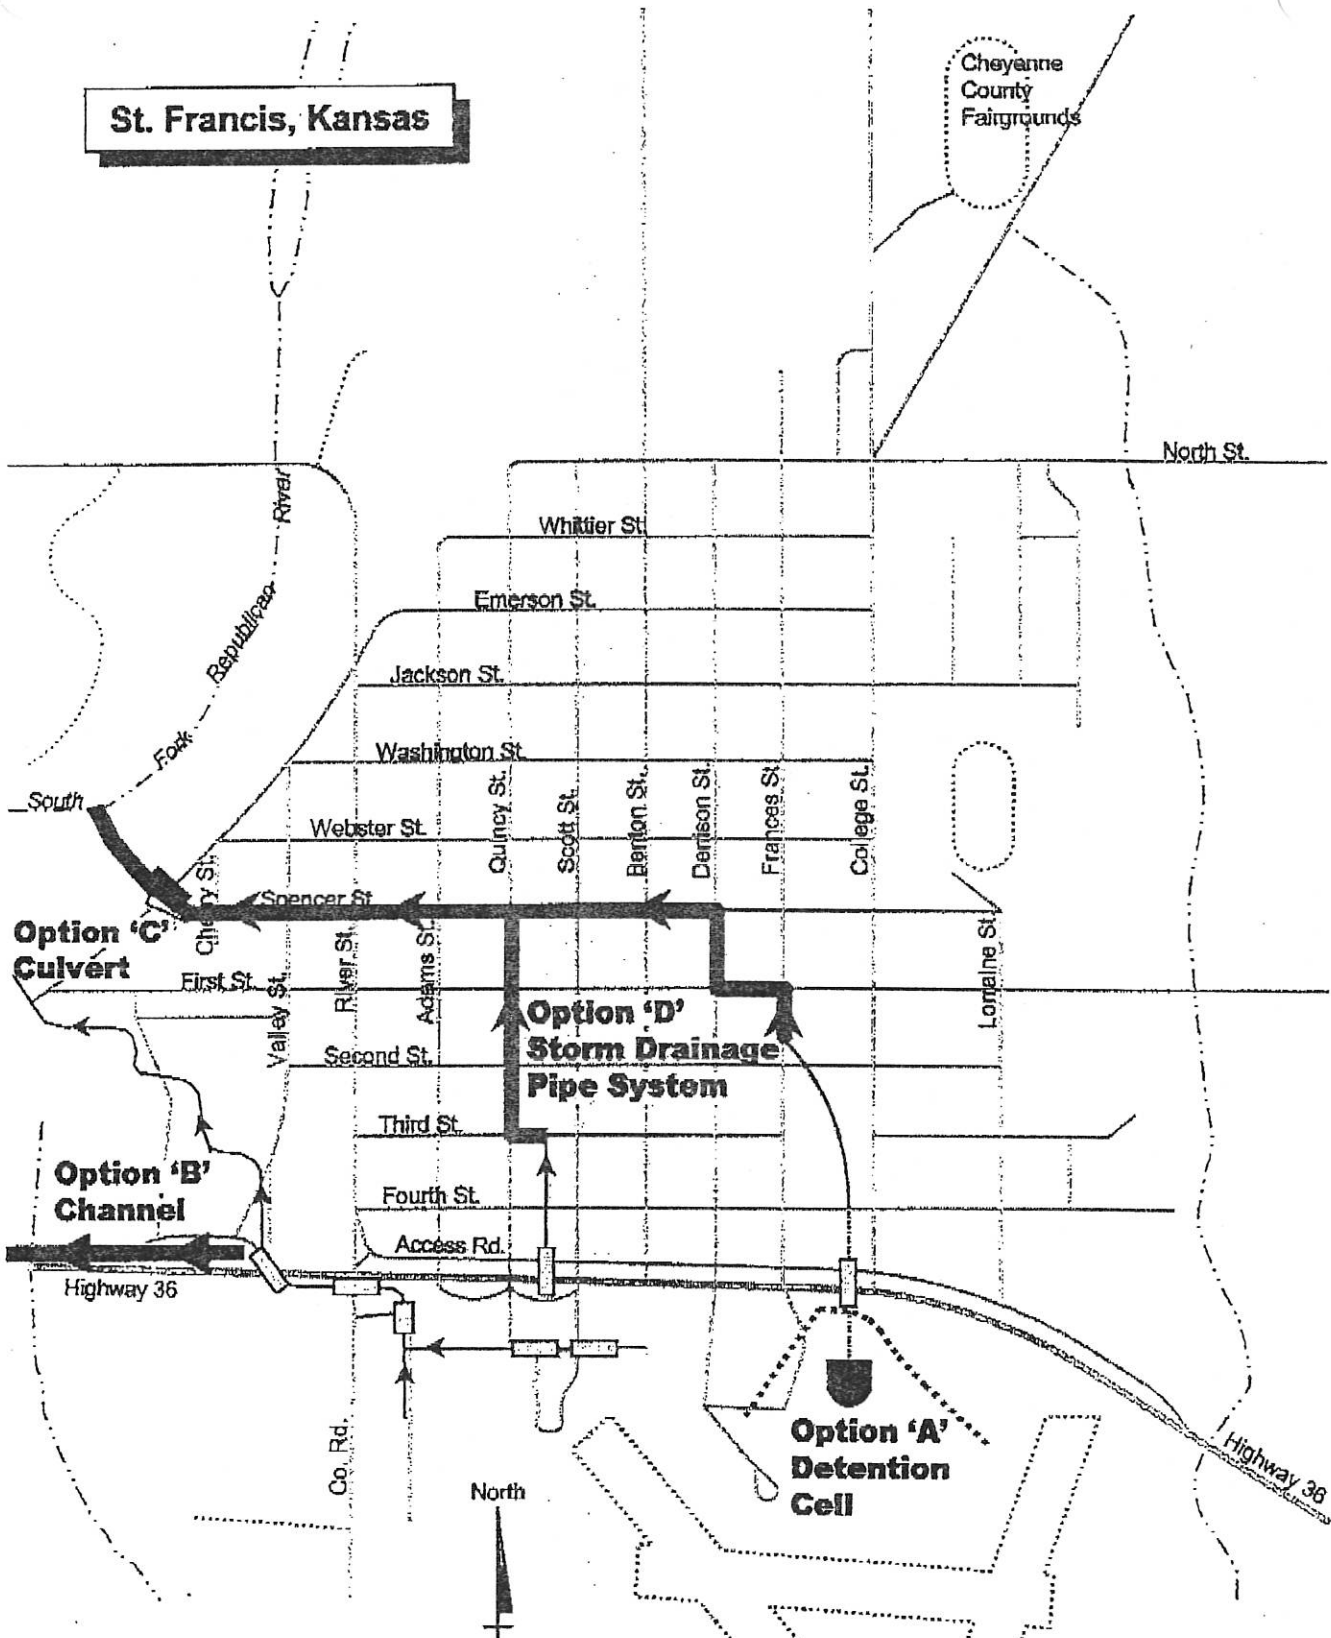 St. Francis, Kansas
Cheyenne
County
Fairgrounds
North St.
River
Whittier St.
Emerson St.
Republican
Jackson St.
Fork
Washington St.
South
Quincy St.
Scott St.
Benton St.
Denison St.
Frances St.
College St.
Webster St.
Cherry St.
Spencer St.
Option 'C'
Culvert
First St.
Valley St.
River St.
Adams St.
Lorraine St.
Option 'D'
Storm Drainage
Pipe System
Second St.
Third St.
Option 'B'
Channel
Fourth St.
Access Rd.
Highway 36
Co. Rd.
Option 'A'
Detention
Cell
Highway 36
North